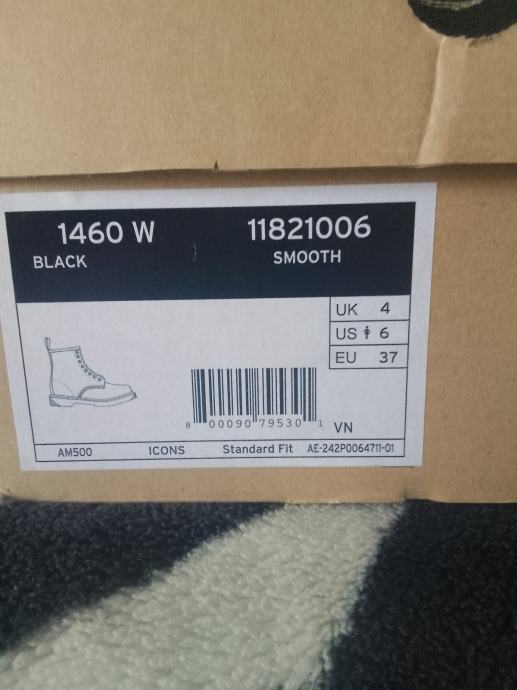 1460 W 11821006
BLACK SMOOTH
UK 4
US 6
EU 37
8 00090 79530 1 VN
AM500 ICONS Standard Fit AE-242P0064711-01